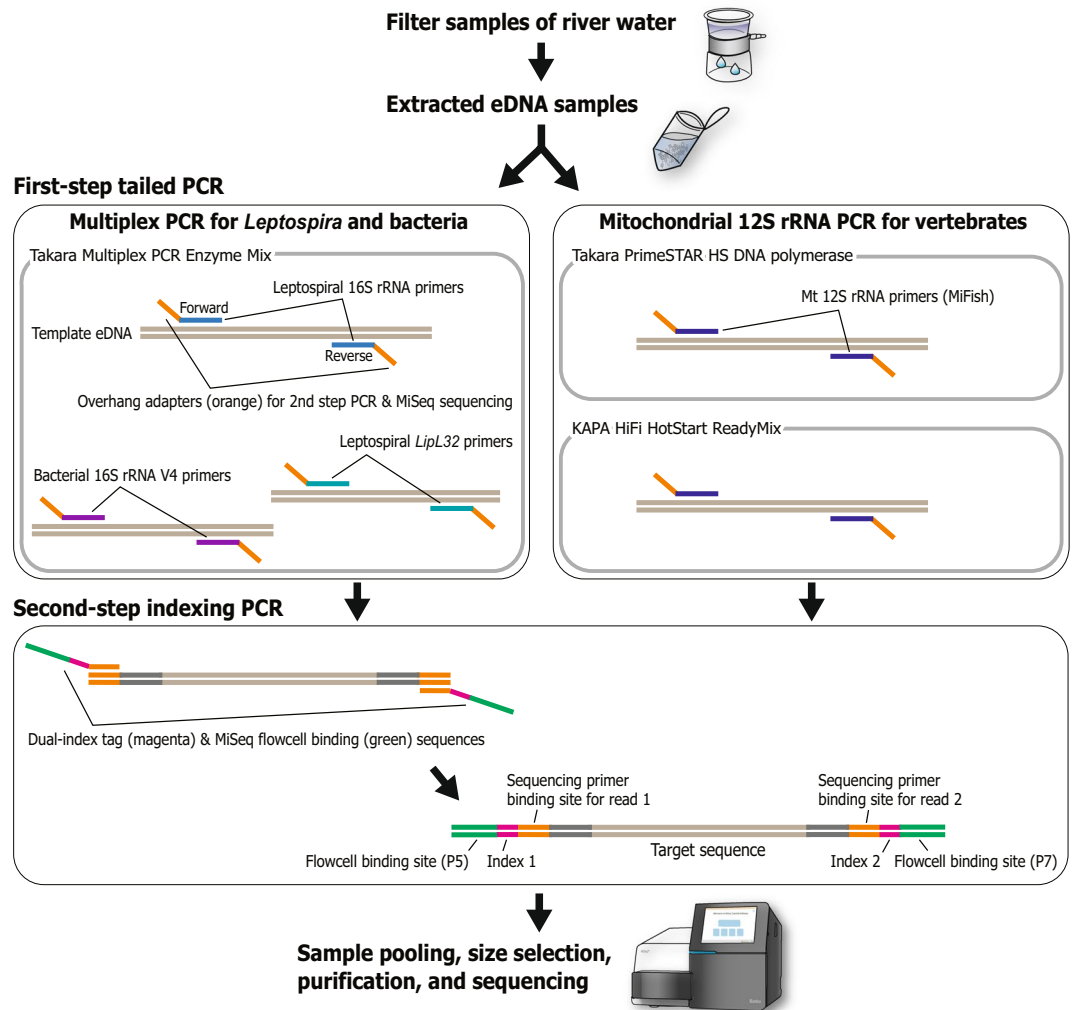 Filter samples of river water
Extracted eDNA samples
First-step tailed PCR
Multiplex PCR for Leptospira and bacteria
Takara Multiplex PCR Enzyme Mix
Leptospiral 16S rRNA primers
Forward
Template eDNA
Reverse
Overhang adapters (orange) for 2nd step PCR & MiSeq sequencing
Leptospiral LipL32 primers
Bacterial 16S rRNA V4 primers
Mitochondrial 12S rRNA PCR for vertebrates
Takara PrimeSTAR HS DNA polymerase
Mt 12S rRNA primers (MiFish)
KAPA HiFi HotStart ReadyMix
Second-step indexing PCR
Dual-index tag (magenta) & MiSeq flowcell binding (green) sequences
Sequencing primer
binding site for read 1
Sequencing primer
binding site for read 2
Flowcell binding site (P5)
Index 1
Target sequence
Index 2
Flowcell binding site (P7)
Sample pooling, size selection,
purification, and sequencing